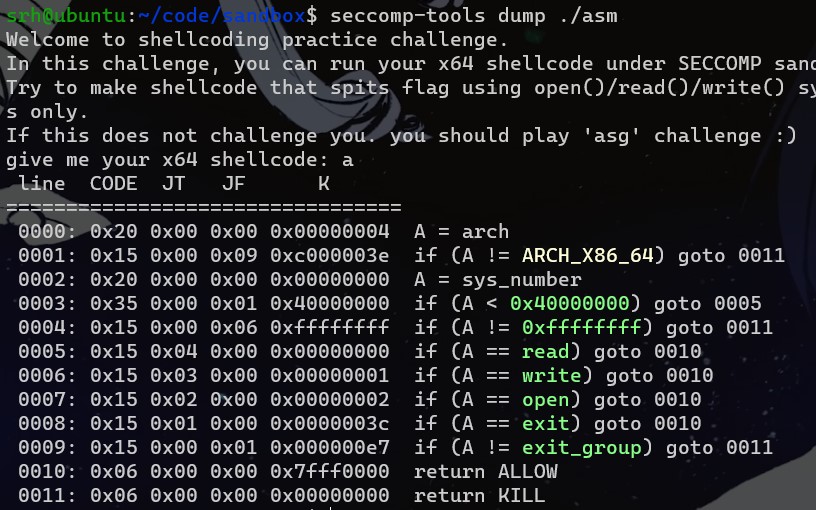 srh@ubuntu:~/code/sandbox$ seccomp-tools dump ./asm
Welcome to shellcoding practice challenge.
In this challenge, you can run your x64 shellcode under SECCOMP sand
Try to make shellcode that spits flag using open()/read()/write() sy
s only.
If this does not challenge you. you should play 'asg' challenge :)
give me your x64 shellcode: a
 line  CODE  JT   JF      K
=================================
 0000: 0x20 0x00 0x00 0x00000004  A = arch
 0001: 0x15 0x00 0x09 0xc000003e  if (A != ARCH_X86_64) goto 0011
 0002: 0x20 0x00 0x00 0x00000000  A = sys_number
 0003: 0x35 0x00 0x01 0x40000000  if (A < 0x40000000) goto 0005
 0004: 0x15 0x00 0x06 0xffffffff  if (A != 0xffffffff) goto 0011
 0005: 0x15 0x04 0x00 0x00000000  if (A == read) goto 0010
 0006: 0x15 0x03 0x00 0x00000001  if (A == write) goto 0010
 0007: 0x15 0x02 0x00 0x00000002  if (A == open) goto 0010
 0008: 0x15 0x01 0x00 0x0000003c  if (A == exit) goto 0010
 0009: 0x15 0x00 0x01 0x000000e7  if (A != exit_group) goto 0011
 0010: 0x06 0x00 0x00 0x7fff0000  return ALLOW
 0011: 0x06 0x00 0x00 0x00000000  return KILL